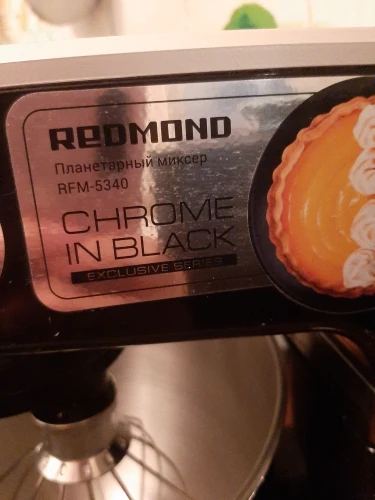 REDMOND
Планетарный миксер
RFM-5340
CHROME
IN BLACK
EXCLUSIVE SERIES